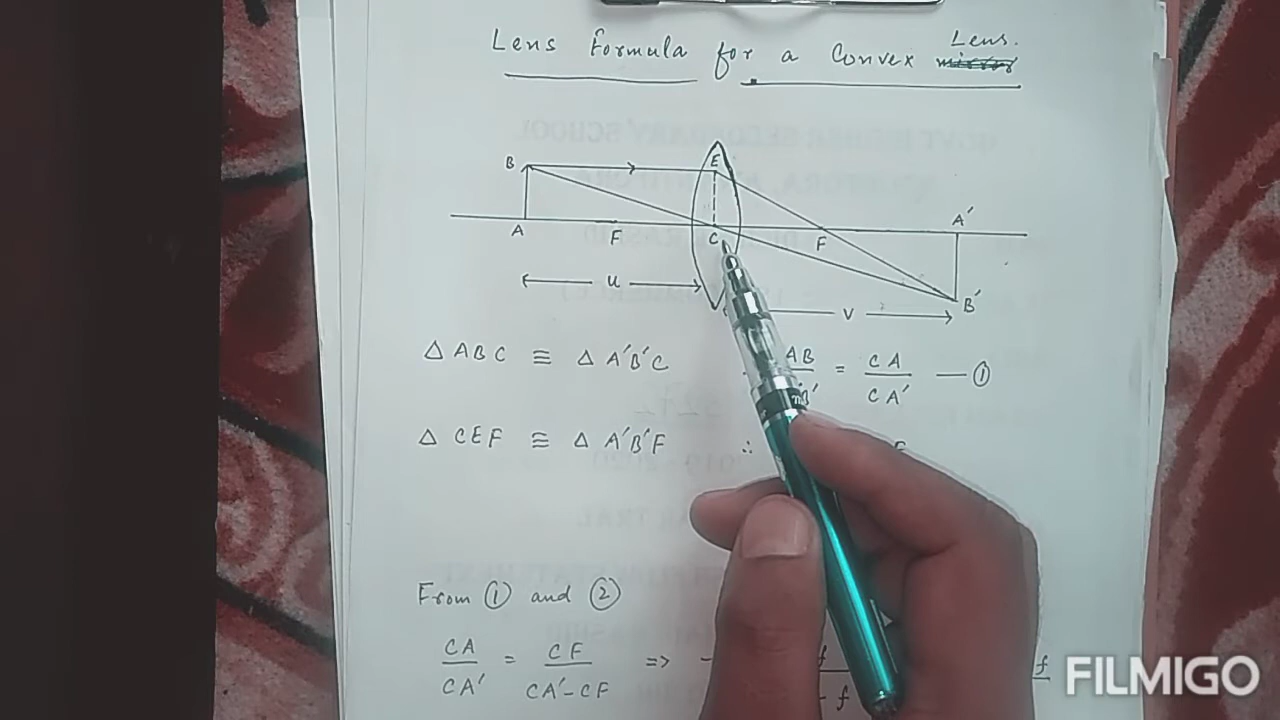 Lens Formula for a Convex Lens.
B E
A F C F A'
u
v B'
△ ABC ≅ △ A'B'C AB = CA — ①
B' CA'
△ CEF ≅ △ A'B'F ∴
From ① and ②
CA = CF => - f f
CA' CA'-CF - f
FILMIGO